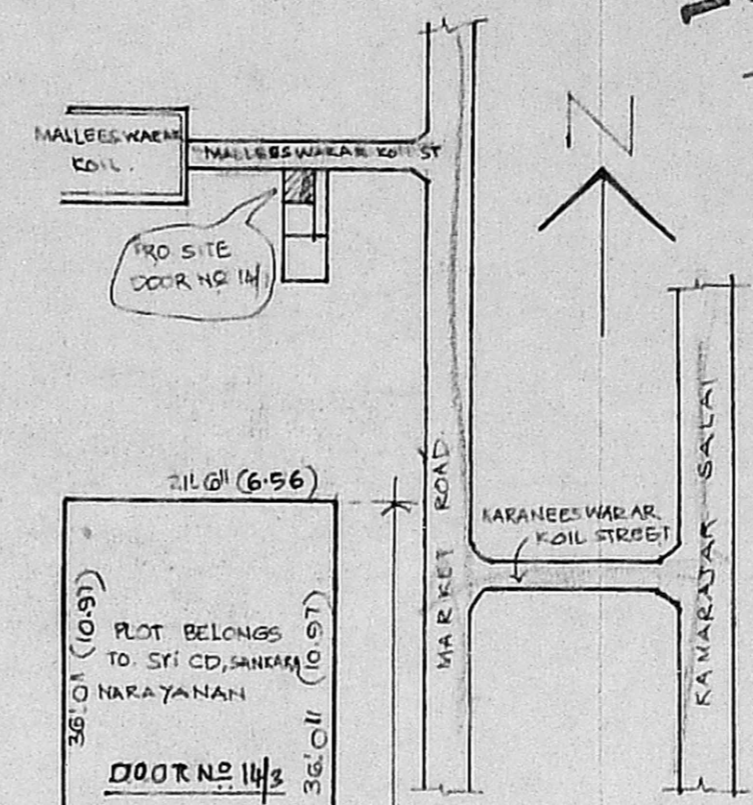 N
MALLEESWARAR
KOIL.
MALLEESWARAR KOIL ST
PRO SITE
DOOR Nº 14/1
MARKET ROAD.
KARANEESWARAR
KOIL STREET
KAMARAJAR SALAI
21'6" (6.56)
36'0" (10.97)
36'0" (10.97)
PLOT BELONGS
TO. Sri CD, SANKARA
NARAYANAN
DOOR Nº 14/3